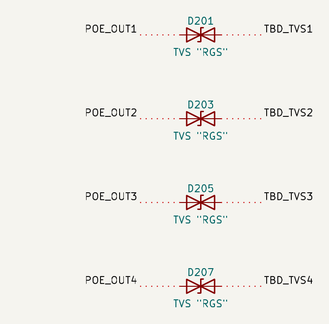 D201
POE_OUT1 TBD_TVS1
TVS "RGS"
D203
POE_OUT2 TBD_TVS2
TVS "RGS"
D205
POE_OUT3 TBD_TVS3
TVS "RGS"
D207
POE_OUT4 TBD_TVS4
TVS "RGS"